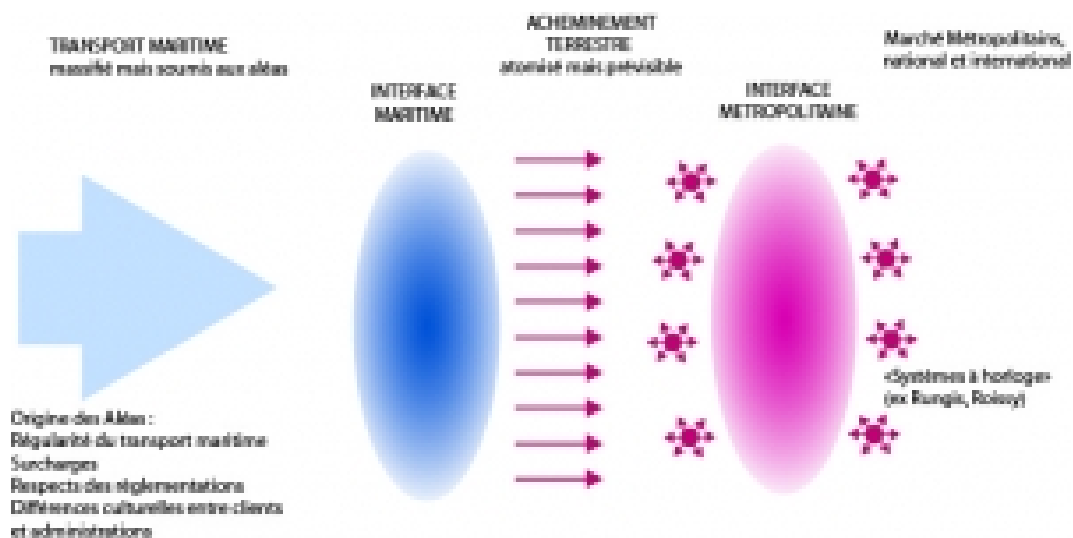 TRANSPORT MARITIME
massifié mais soumis aux aléas
INTERFACE
MARITIME
ACHEMINEMENT
TERRESTRE
atomisé mais prévisible
INTERFACE
METROPOLITAINE
Marché Métropolitains,
national et international
Origine des Aléas :
Régularité du transport maritime
Surcharges
Respects des réglementations
Différences culturelles entre clients
et administrations
«Systèmes à horloge»
(ex Rungis, Roissy)